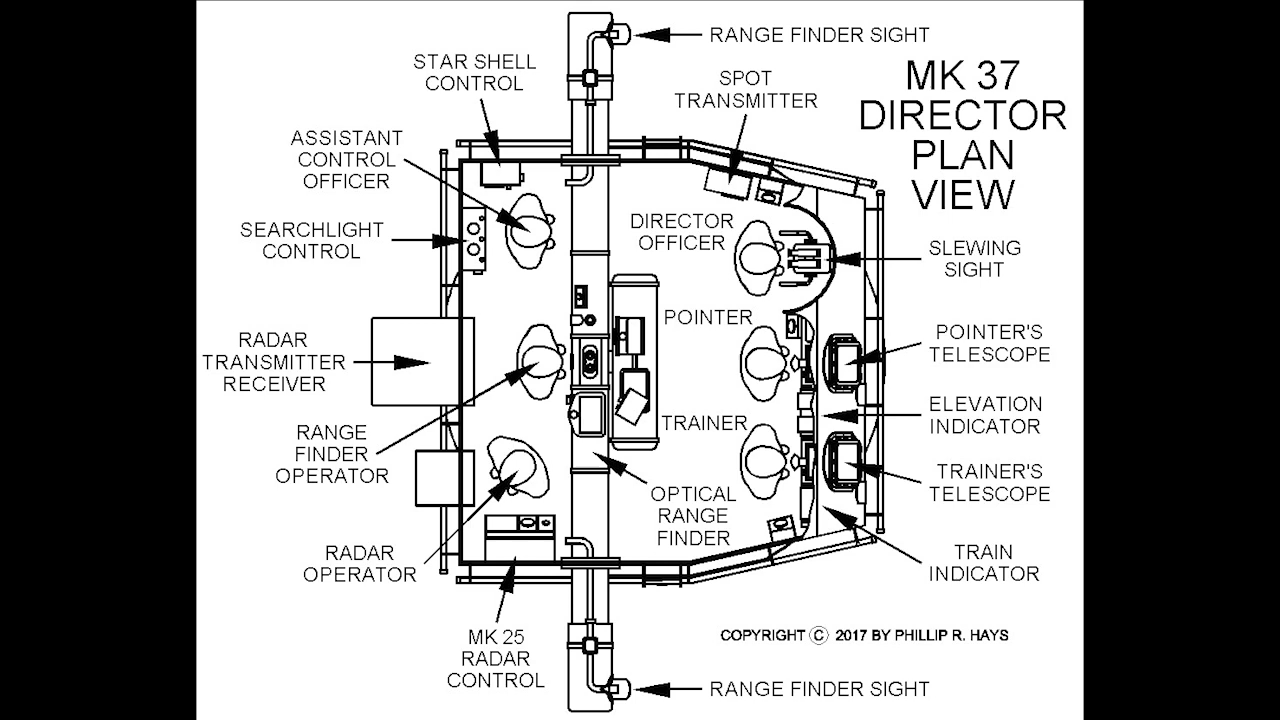 RANGE FINDER SIGHT
MK 37
DIRECTOR
PLAN
VIEW
STAR SHELL
CONTROL
SPOT
TRANSMITTER
ASSISTANT
CONTROL
OFFICER
SEARCHLIGHT
CONTROL
DIRECTOR
OFFICER
SLEWING
SIGHT
POINTER
RADAR
TRANSMITTER
RECEIVER
POINTER'S
TELESCOPE
TRAINER
ELEVATION
INDICATOR
RANGE
FINDER
OPERATOR
TRAINER'S
TELESCOPE
OPTICAL
RANGE
FINDER
RADAR
OPERATOR
TRAIN
INDICATOR
MK 25
RADAR
CONTROL
COPYRIGHT © 2017 BY PHILLIP R. HAYS
RANGE FINDER SIGHT